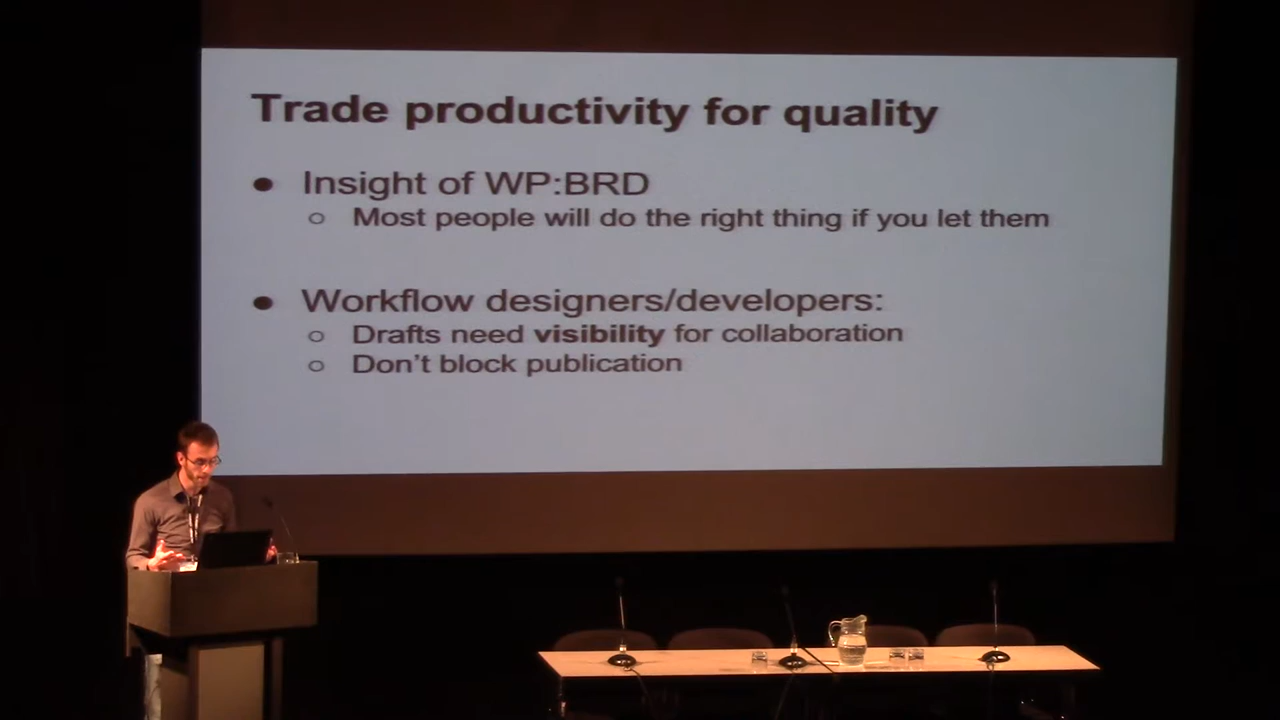 Trade productivity for quality
● Insight of WP:BRD
○ Most people will do the right thing if you let them
● Workflow designers/developers:
○ Drafts need visibility for collaboration
○ Don't block publication